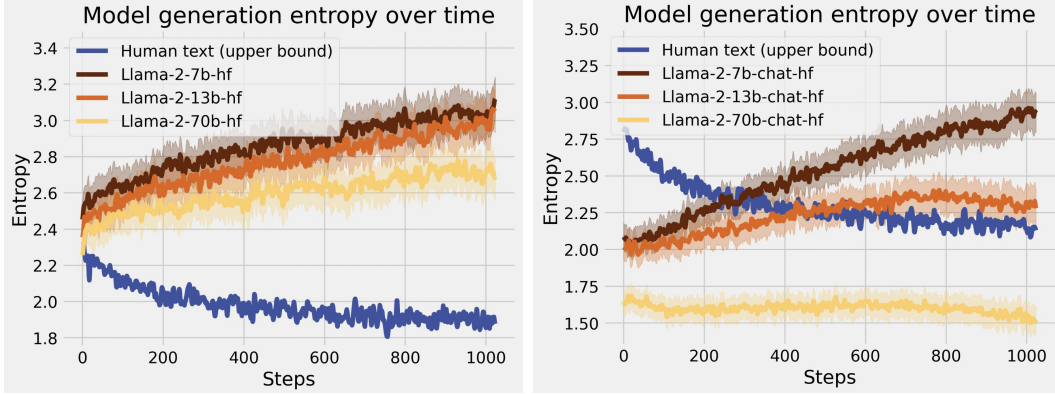 Model generation entropy over time
3.4
3.2
3.0
2.8
2.6
2.4
2.2
2.0
1.8
Entropy
Human text (upper bound)
Llama-2-7b-hf
Llama-2-13b-hf
Llama-2-70b-hf
0 200 400 600 800 1000
Steps
Model generation entropy over time
3.50
3.25
3.00
2.75
2.50
2.25
2.00
1.75
1.50
Entropy
Human text (upper bound)
Llama-2-7b-chat-hf
Llama-2-13b-chat-hf
Llama-2-70b-chat-hf
0 200 400 600 800 1000
Steps